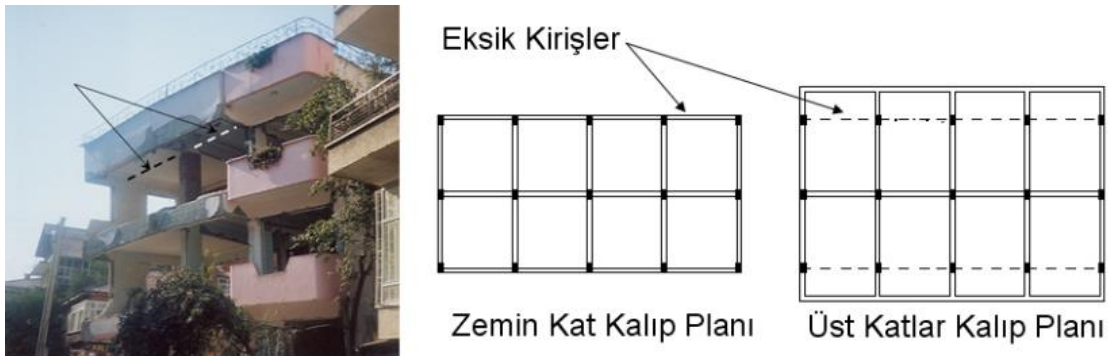 Eksik Kirişler
Zemin Kat Kalıp Planı
Üst Katlar Kalıp Planı